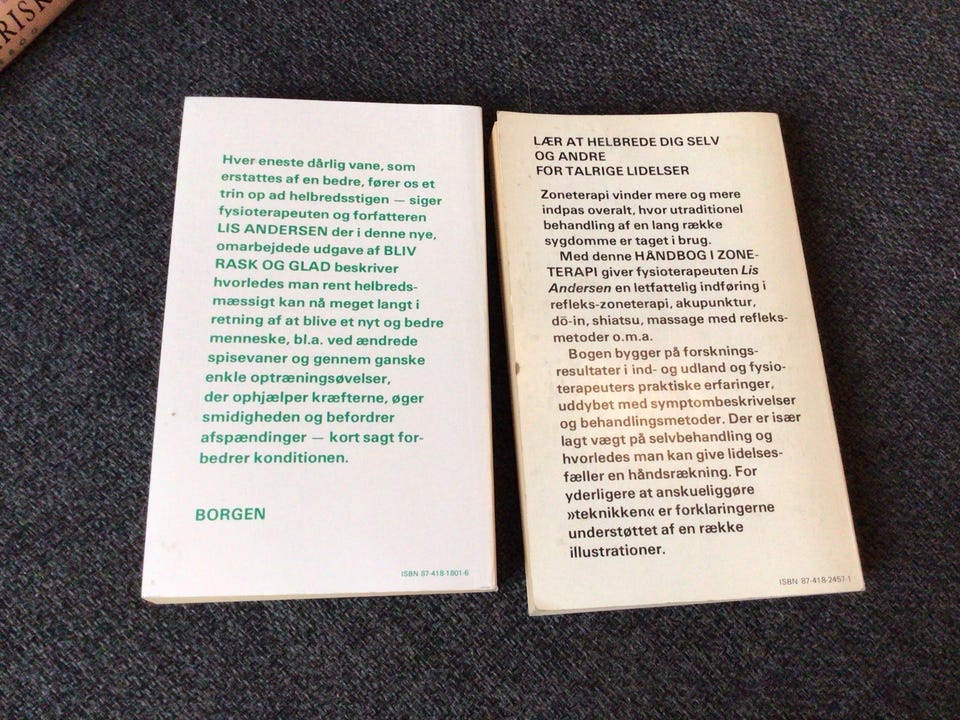 RISK
Hver eneste dårlig vane, som
erstattes af en bedre, fører os et
trin op ad helbredsstigen — siger
fysioterapeuten og forfatteren
LIS ANDERSEN der i denne nye,
omarbejdede udgave af BLIV
RASK OG GLAD beskriver
hvorledes man rent helbreds-
mæssigt kan nå meget langt i
retning af at blive et nyt og bedre
menneske, bl.a. ved ændrede
spisevaner og gennem ganske
enkle optræningsøvelser,
der ophjælper kræfterne, øger
smidigheden og befordrer
afspændinger — kort sagt for-
bedrer konditionen.
BORGEN
ISBN 87-418-1801-6
LÆR AT HELBREDE DIG SELV
OG ANDRE
FOR TALRIGE LIDELSER
Zoneterapi vinder mere og mere
indpas overalt, hvor utraditionel
behandling af en lang række
sygdomme er taget i brug.
Med denne HÅNDBOG I ZONE-
TERAPI giver fysioterapeuten Lis
Andersen en letfattelig indføring i
refleks-zoneterapi, akupunktur,
dō-in, shiatsu, massage med refleks-
metoder o.m.a.
Bogen bygger på forsknings-
resultater i ind- og udland og fysio-
terapeuters praktiske erfaringer,
uddybet med symptombeskrivelser
og behandlingsmetoder. Der er især
lagt vægt på selvbehandling og
hvorledes man kan give lidelses-
fæller en håndsrækning. For
yderligere at anskueliggøre
»teknikken« er forklaringerne
understøttet af en række
illustrationer.
ISBN 87-418-2457-1